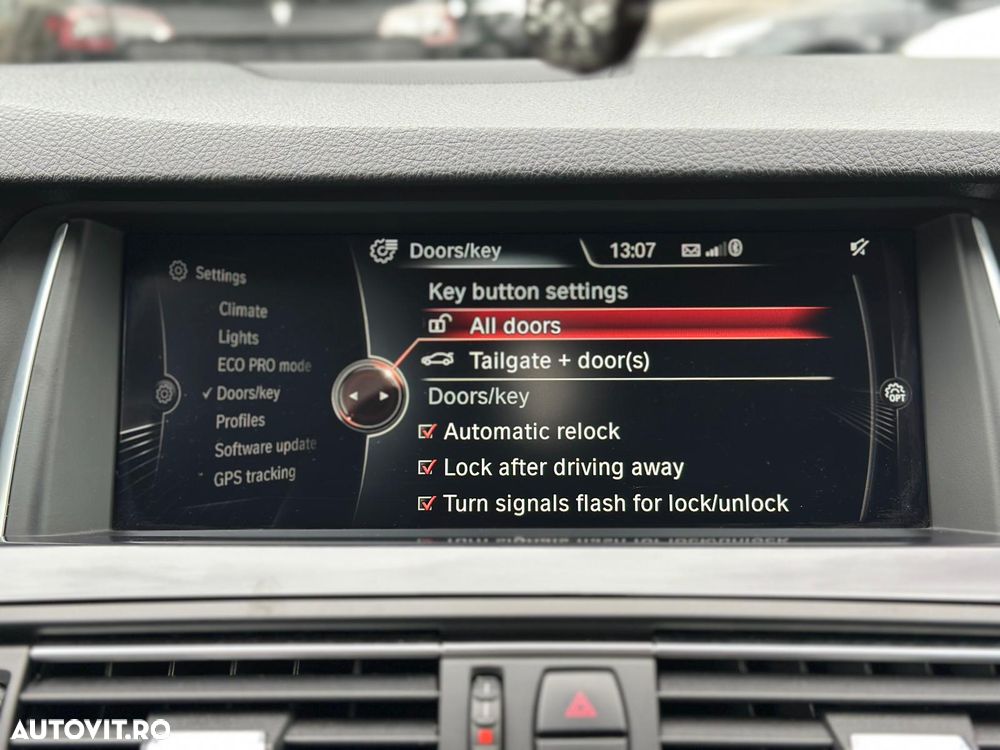 Doors/key
13:07
Settings
Climate
Lights
ECO PRO mode
Doors/key
Profiles
Software update
GPS tracking
Key button settings
All doors
Tailgate + door(s)
Doors/key
Automatic relock
Lock after driving away
Turn signals flash for lock/unlock
OPT
AUTOVIT.RO